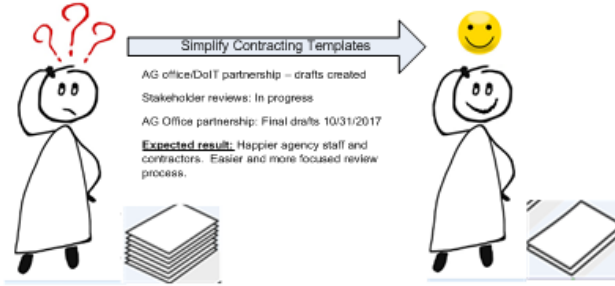 Simplify Contracting Templates
AG office/DoIT partnership – drafts created
Stakeholder reviews: In progress
AG Office partnership: Final drafts 10/31/2017
Expected result: Happier agency staff and
contractors. Easier and more focused review
process.